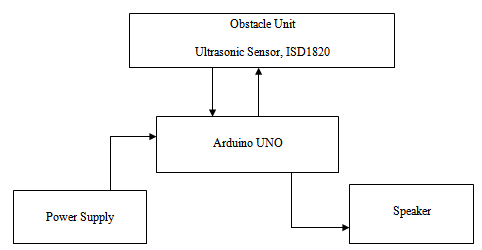 Obstacle Unit
Ultrasonic Sensor, ISD1820
Arduino UNO
Power Supply
Speaker